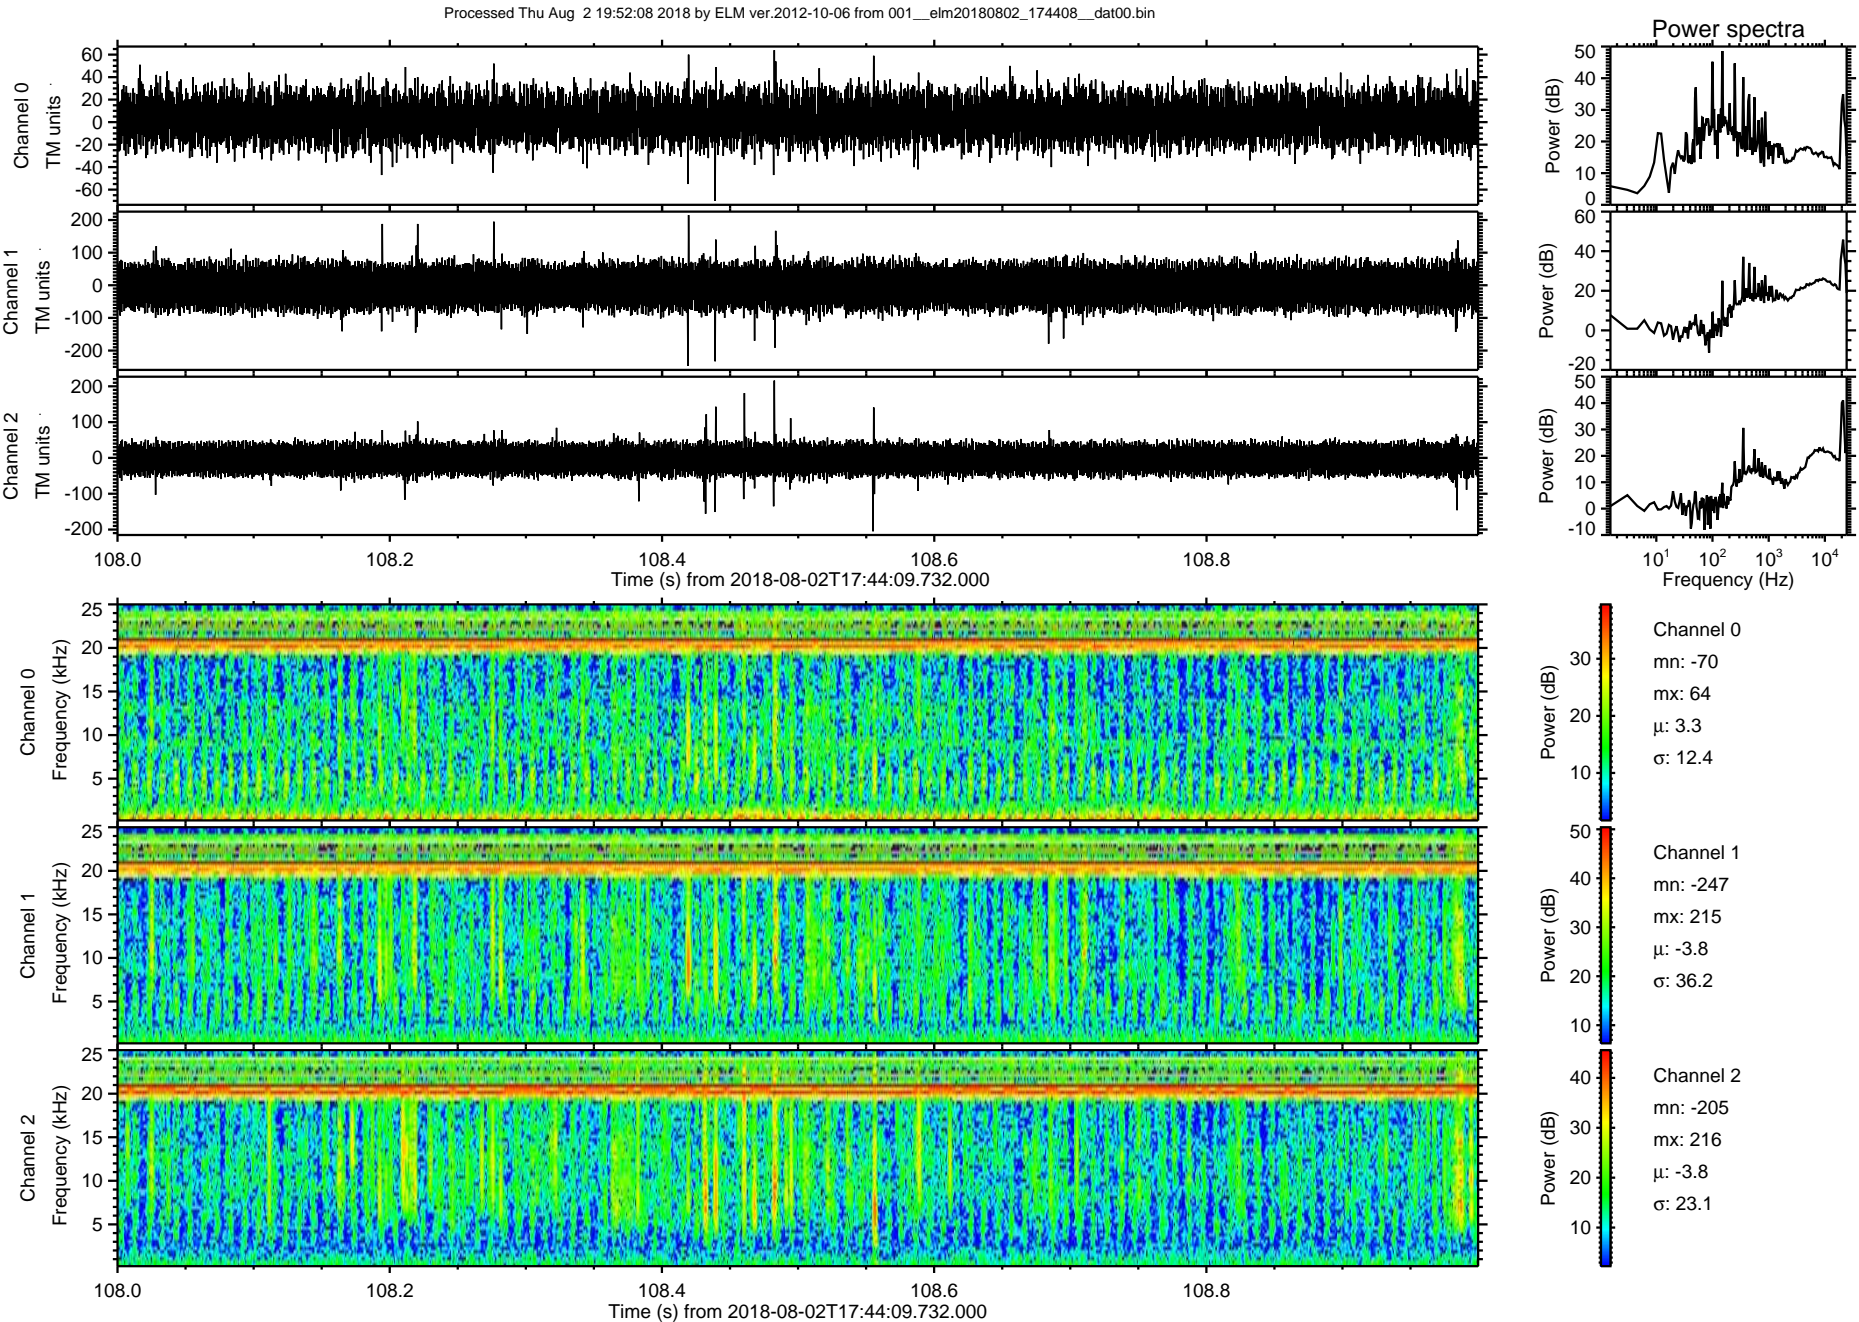 Processed Thu Aug  2 19:52:08 2018 by ELM ver.2012-10-06 from 001__elm20180802_174408__dat00.bin
Power spectra
Channel 0
TM units
60
40
20
0
-20
-40
-60
Power (dB)
50
40
30
20
10
0
Channel 1
TM units
200
100
0
-100
-200
Power (dB)
60
40
20
0
-20
Channel 2
TM units
200
100
0
-100
-200
Power (dB)
50
40
30
20
10
0
-10
108.0
108.2
108.4
108.6
108.8
Time (s) from 2018-08-02T17:44:09.732.000
10¹
10²
10³
10⁴
Frequency (Hz)
Channel 0
Frequency (kHz)
25
20
15
10
5
Power (dB)
30
20
10
Channel 0
mn: -70
mx: 64
μ: 3.3
σ: 12.4
Channel 1
Frequency (kHz)
25
20
15
10
5
Power (dB)
50
40
30
20
10
Channel 1
mn: -247
mx: 215
μ: -3.8
σ: 36.2
Channel 2
Frequency (kHz)
25
20
15
10
5
Power (dB)
40
30
20
10
Channel 2
mn: -205
mx: 216
μ: -3.8
σ: 23.1
108.0
108.2
108.4
108.6
108.8
Time (s) from 2018-08-02T17:44:09.732.000